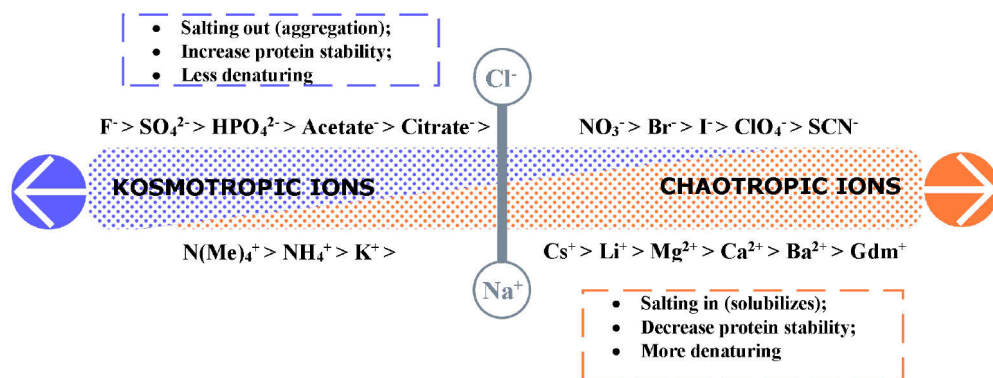 • Salting out (aggregation);
• Increase protein stability;
• Less denaturing
Cl⁻
F⁻ > SO₄²⁻ > HPO₄²⁻ > Acetate⁻ > Citrate⁻ >
NO₃⁻ > Br⁻ > I⁻ > ClO₄⁻ > SCN⁻
KOSMOTROPIC IONS
CHAOTROPIC IONS
N(Me)₄⁺ > NH₄⁺ > K⁺ >
Cs⁺ > Li⁺ > Mg²⁺ > Ca²⁺ > Ba²⁺ > Gdm⁺
Na⁺
• Salting in (solubilizes);
• Decrease protein stability;
• More denaturing